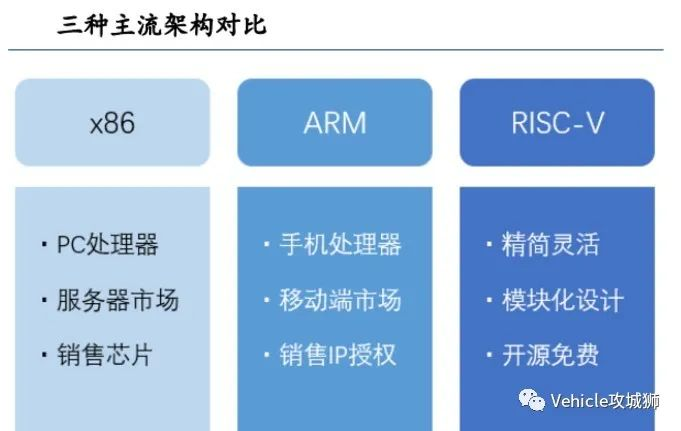 三种主流架构对比
x86
ARM
RISC-V
·PC处理器
·服务器市场
·销售芯片
·手机处理器
·移动端市场
·销售IP授权
·精简灵活
·模块化设计
·开源免费
Vehicle攻城狮